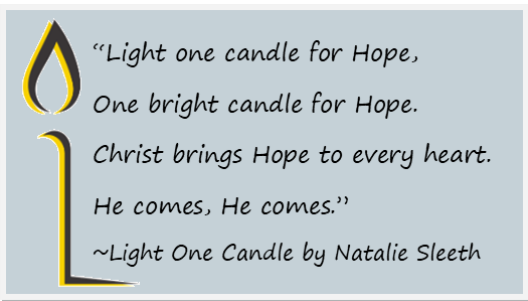 “Light one candle for Hope,
One bright candle for Hope.
Christ brings Hope to every heart.
He comes, He comes.”
~Light One Candle by Natalie Sleeth